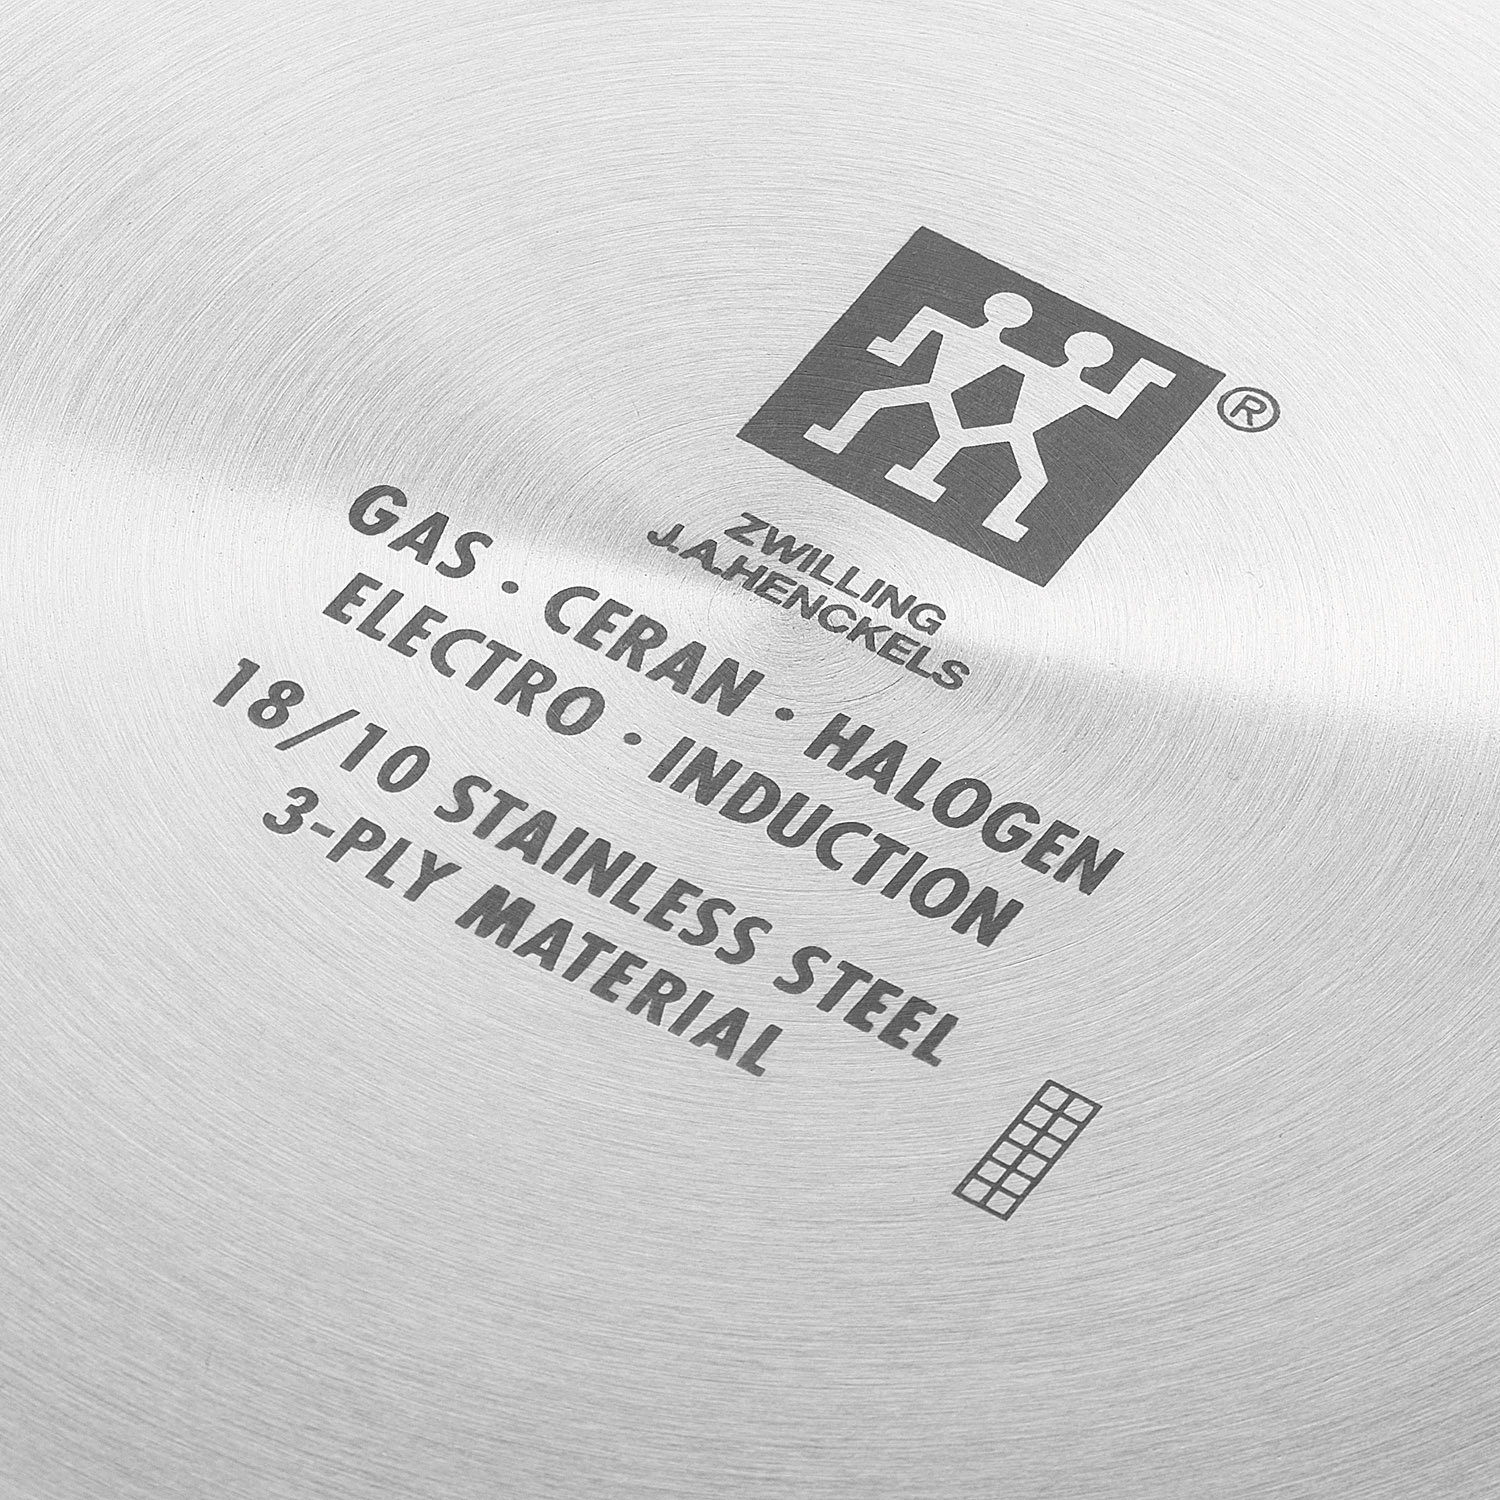 ®
ZWILLING
J.A.HENCKELS
GAS · CERAN · HALOGEN
ELECTRO · INDUCTION
18/10 STAINLESS STEEL
3-PLY MATERIAL